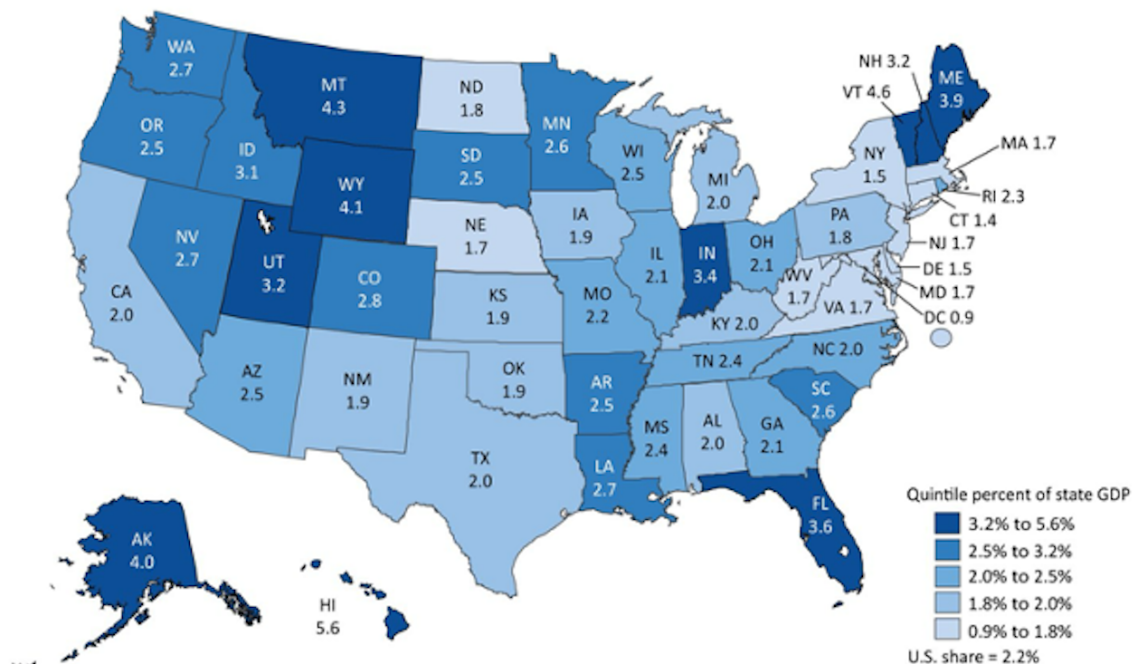 WA
2.7
MT
4.3
ND
1.8
MN
2.6
NH 3.2
VT 4.6
ME
3.9
OR
2.5
ID
3.1
SD
2.5
WI
2.5
MI
2.0
NY
1.5
MA 1.7
RI 2.3
CT 1.4
WY
4.1
NE
1.7
IA
1.9
PA
1.8
NJ 1.7
NV
2.7
UT
3.2
CO
2.8
IL
2.1
IN
3.4
OH
2.1
DE 1.5
MD 1.7
DC 0.9
CA
2.0
KS
1.9
MO
2.2
WV
1.7
VA 1.7
KY 2.0
AZ
2.5
NM
1.9
OK
1.9
AR
2.5
TN 2.4
NC 2.0
SC
2.6
TX
2.0
LA
2.7
MS
2.4
AL
2.0
GA
2.1
FL
3.6
AK
4.0
HI
5.6
Quintile percent of state GDP
3.2% to 5.6%
2.5% to 3.2%
2.0% to 2.5%
1.8% to 2.0%
0.9% to 1.8%
U.S. share = 2.2%